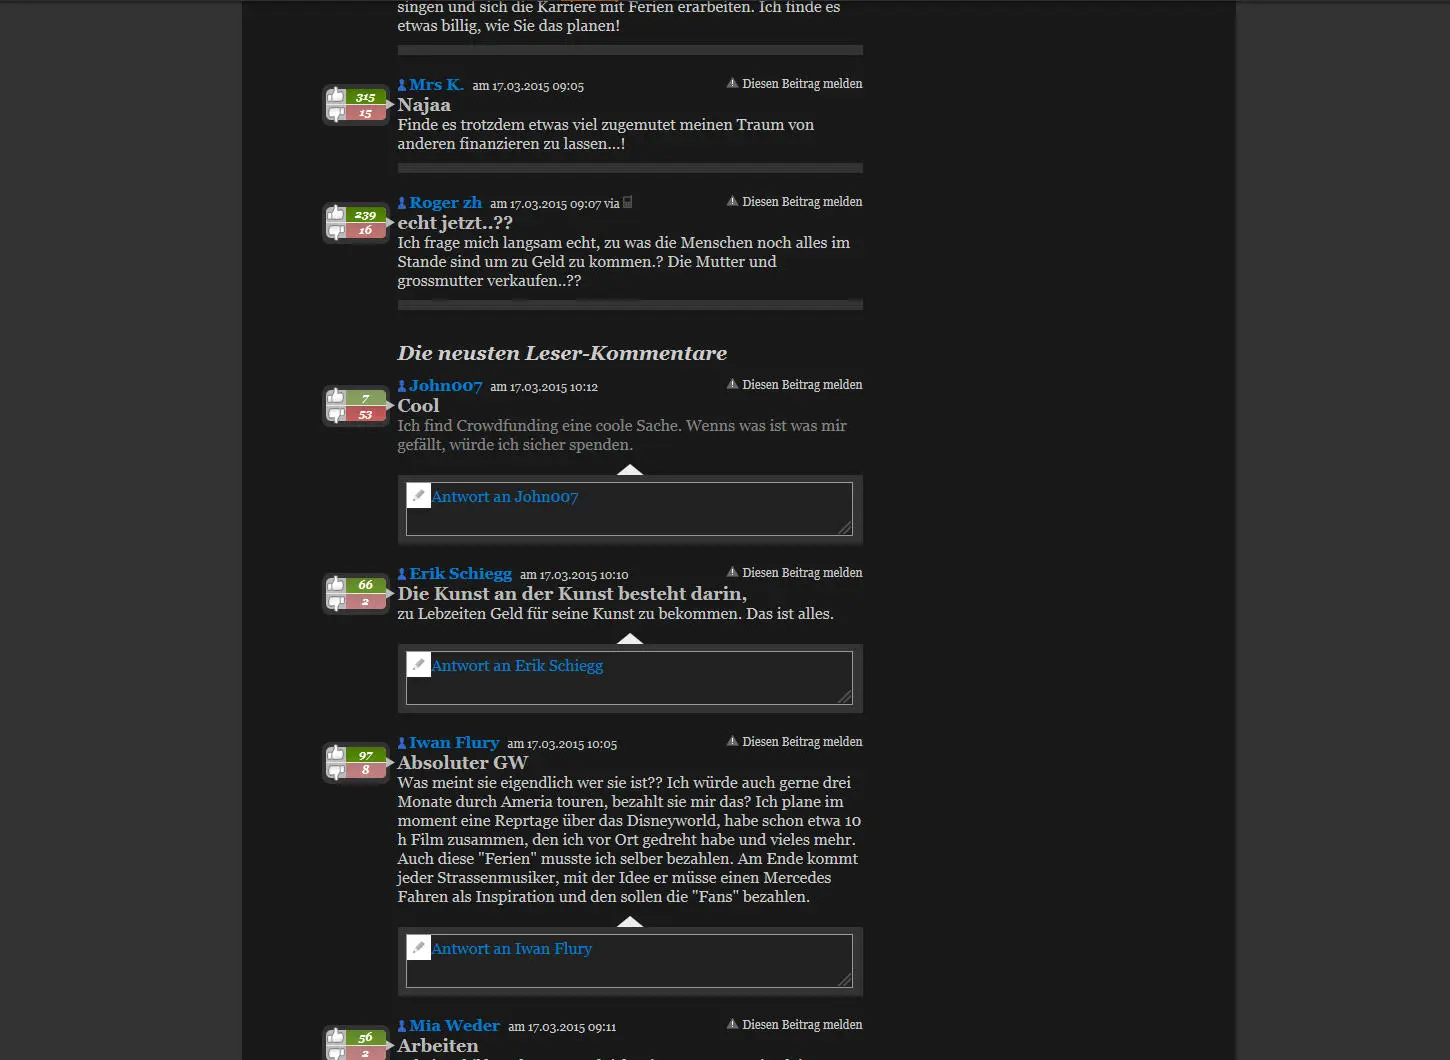 singen und sich die Karriere mit Ferien erarbeiten. Ich finde es
etwas billig, wie Sie das planen!
315
15
Mrs K. am 17.03.2015 09:05
Diesen Beitrag melden
Najaa
Finde es trotzdem etwas viel zugemutet meinen Traum von
anderen finanzieren zu lassen...!
239
16
Roger zh am 17.03.2015 09:07 via
Diesen Beitrag melden
echt jetzt..??
Ich frage mich langsam echt, zu was die Menschen noch alles im
Stande sind um zu Geld zu kommen.? Die Mutter und
grossmutter verkaufen..??
Die neusten Leser-Kommentare
7
53
John007 am 17.03.2015 10:12
Diesen Beitrag melden
Cool
Ich find Crowdfunding eine coole Sache. Wenns was ist was mir
gefällt, würde ich sicher spenden.
Antwort an John007
66
2
Erik Schiegg am 17.03.2015 10:10
Diesen Beitrag melden
Die Kunst an der Kunst besteht darin,
zu Lebzeiten Geld für seine Kunst zu bekommen. Das ist alles.
Antwort an Erik Schiegg
97
8
Iwan Flury am 17.03.2015 10:05
Diesen Beitrag melden
Absoluter GW
Was meint sie eigendlich wer sie ist?? Ich würde auch gerne drei
Monate durch Ameria touren, bezahlt sie mir das? Ich plane im
moment eine Reprtage über das Disneyworld, habe schon etwa 10
h Film zusammen, den ich vor Ort gedreht habe und vieles mehr.
Auch diese "Ferien" musste ich selber bezahlen. Am Ende kommt
jeder Strassenmusiker, mit der Idee er müsse einen Mercedes
Fahren als Inspiration und den sollen die "Fans" bezahlen.
Antwort an Iwan Flury
56
2
Mia Weder am 17.03.2015 09:11
Diesen Beitrag melden
Arbeiten